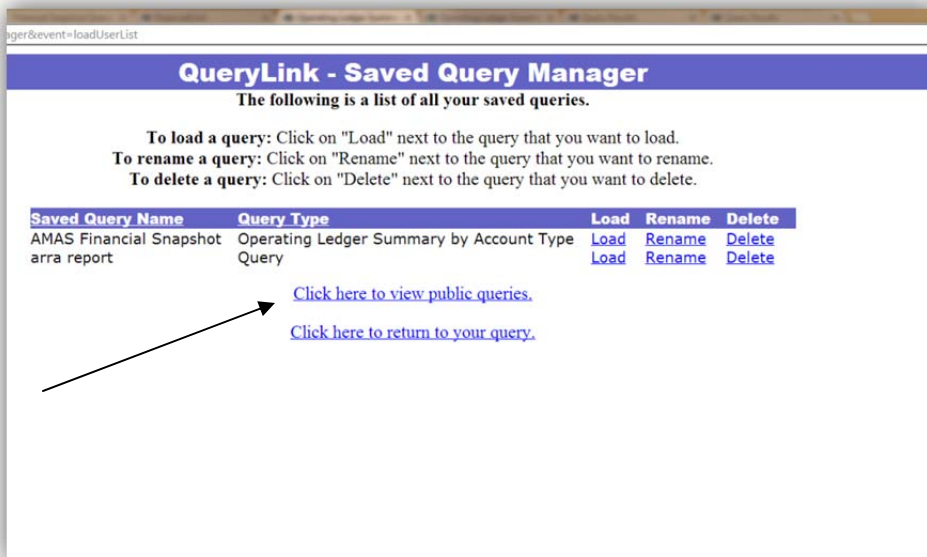 ager&event=loadUserList
QueryLink - Saved Query Manager
The following is a list of all your saved queries.
To load a query: Click on "Load" next to the query that you want to load.
To rename a query: Click on "Rename" next to the query that you want to rename.
To delete a query: Click on "Delete" next to the query that you want to delete.
Saved Query Name Query Type Load Rename Delete
AMAS Financial Snapshot Operating Ledger Summary by Account Type Load Rename Delete
arra report Query Load Rename Delete
Click here to view public queries.
Click here to return to your query.